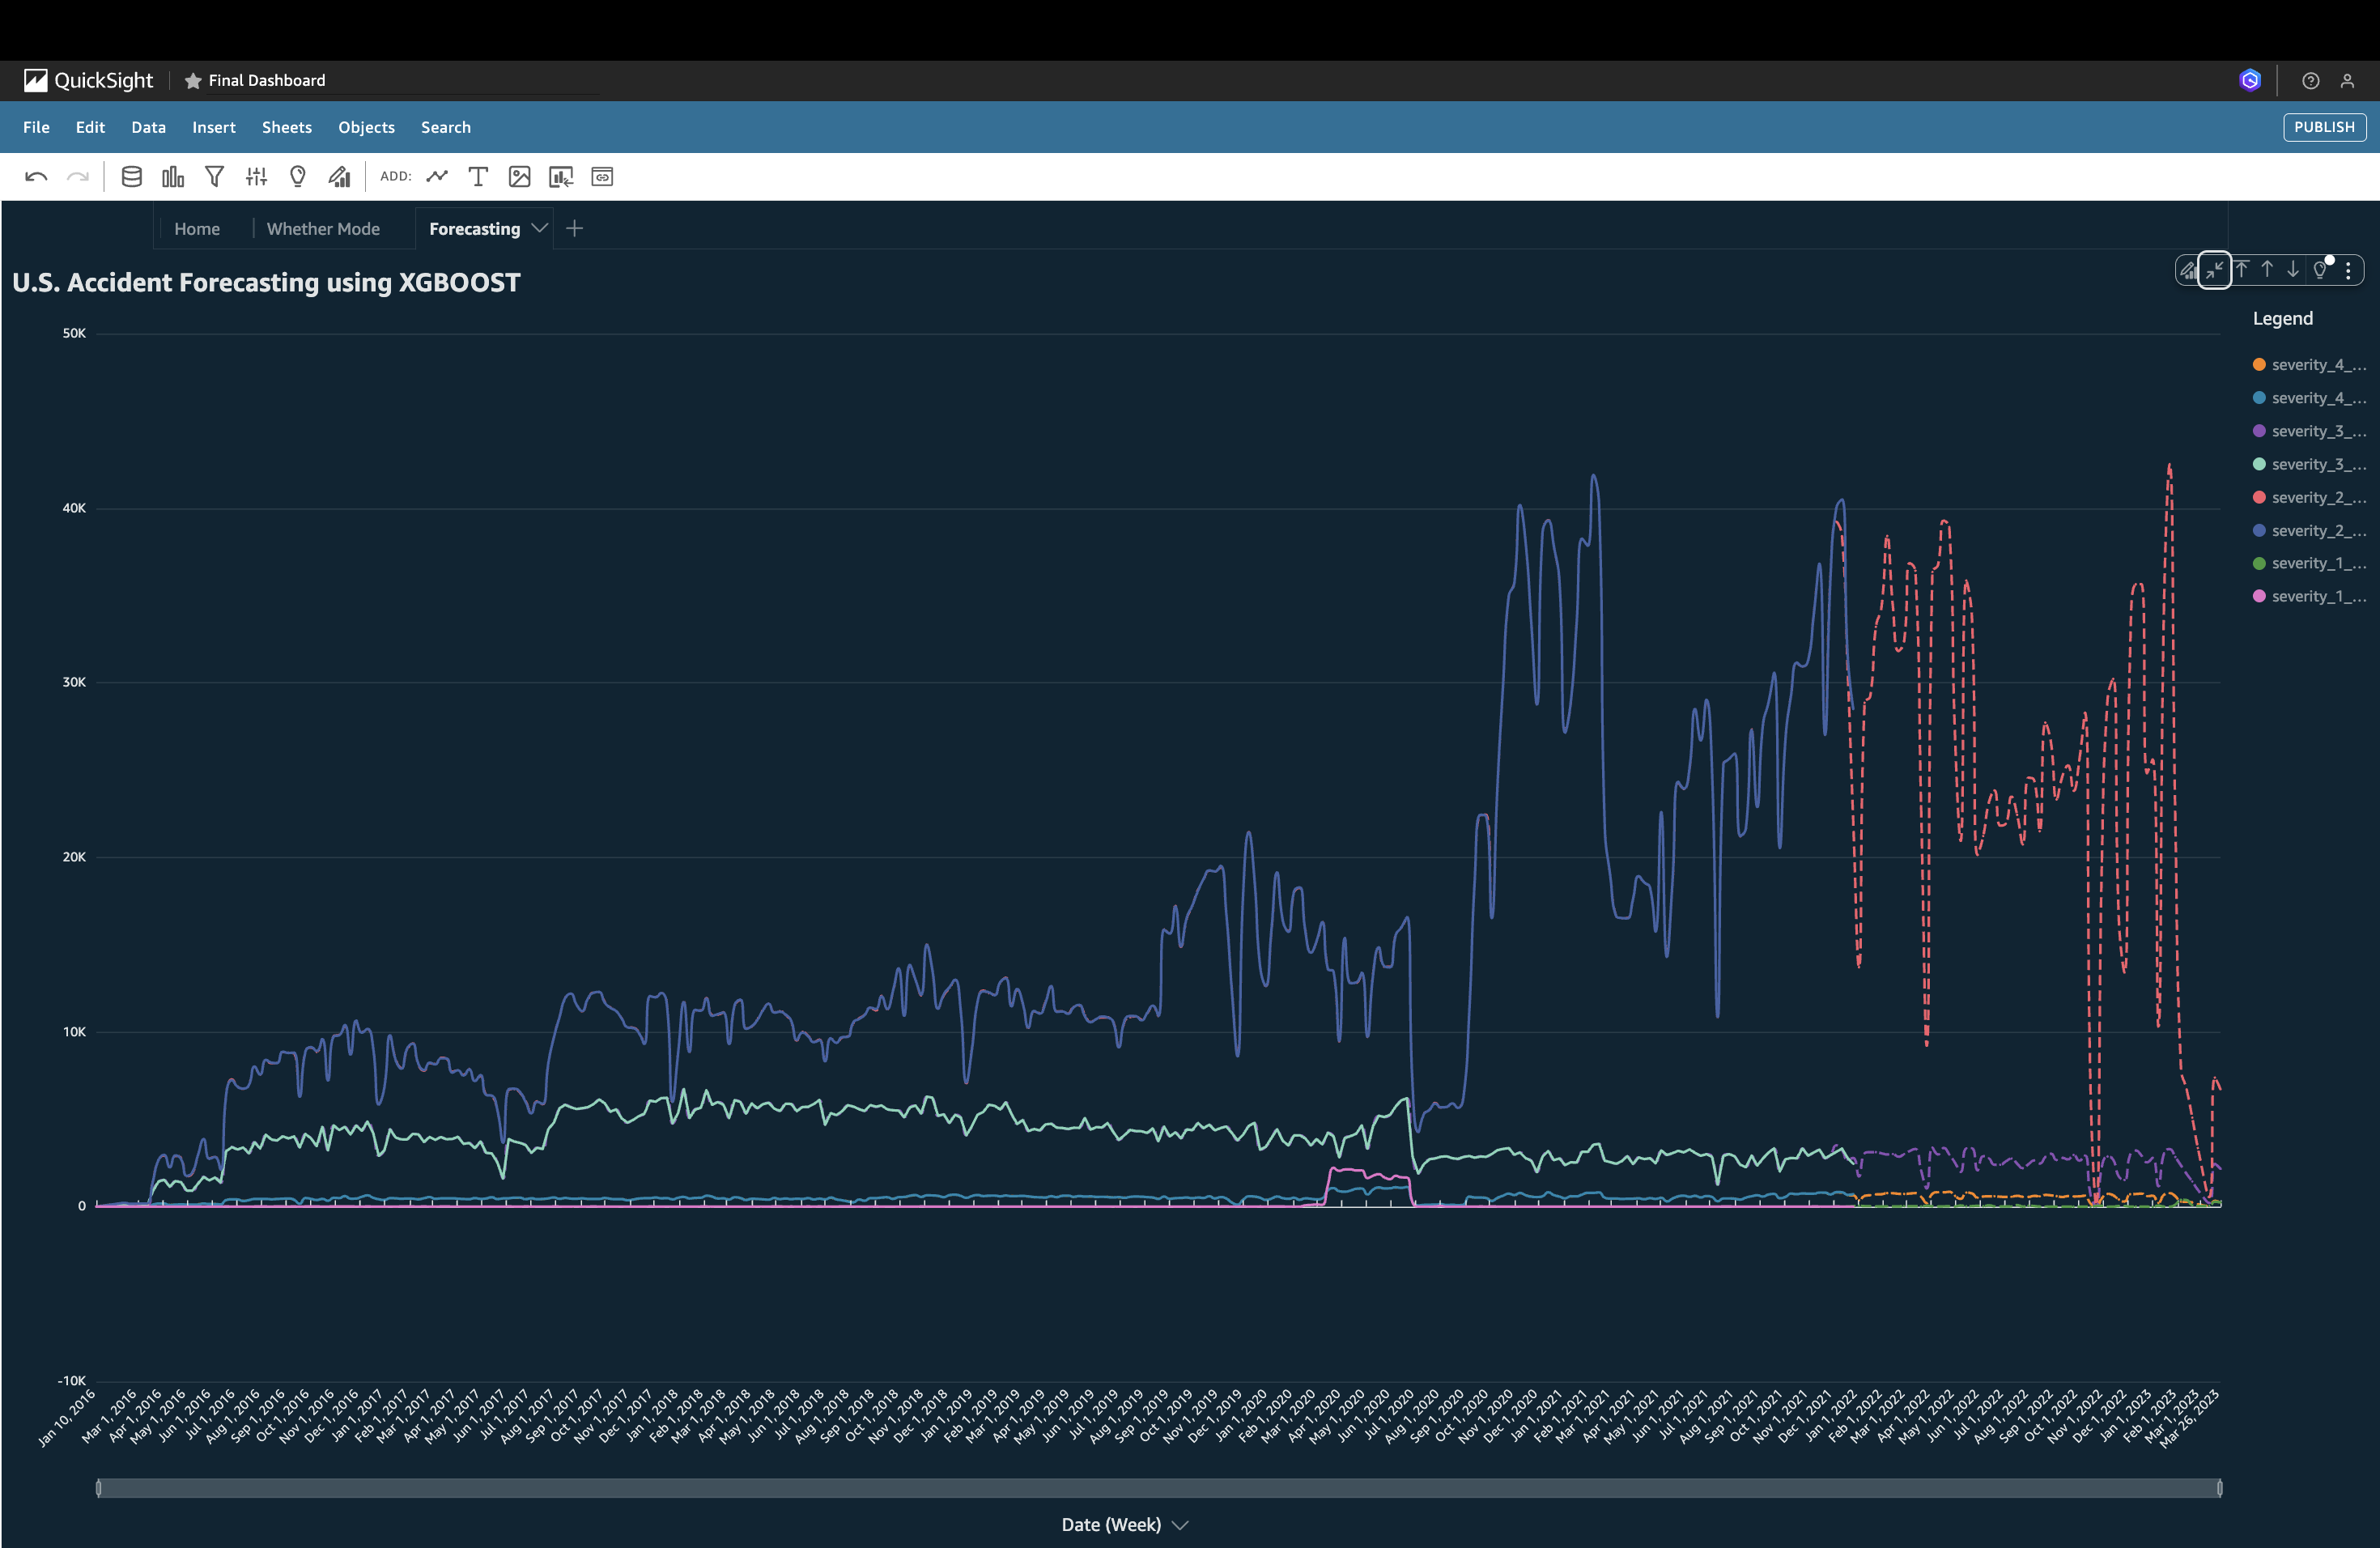 QuickSight
Final Dashboard
File Edit Data Insert Sheets Objects Search
PUBLISH
ADD:
Home
Whether Mode
Forecasting
U.S. Accident Forecasting using XGBOOST
Legend
severity_4_...
severity_4_...
severity_3_...
severity_3_...
severity_2_...
severity_2_...
severity_1_...
severity_1_...
50K
40K
30K
20K
10K
0
-10K
Jan 10, 2016
Mar 1, 2016
Apr 1, 2016
May 1, 2016
Jun 1, 2016
Jul 1, 2016
Aug 1, 2016
Sep 1, 2016
Oct 1, 2016
Nov 1, 2016
Dec 1, 2016
Jan 1, 2017
Feb 1, 2017
Mar 1, 2017
Apr 1, 2017
May 1, 2017
Jun 1, 2017
Jul 1, 2017
Aug 1, 2017
Sep 1, 2017
Oct 1, 2017
Nov 1, 2017
Dec 1, 2017
Jan 1, 2018
Feb 1, 2018
Mar 1, 2018
Apr 1, 2018
May 1, 2018
Jun 1, 2018
Jul 1, 2018
Aug 1, 2018
Sep 1, 2018
Oct 1, 2018
Nov 1, 2018
Dec 1, 2018
Jan 1, 2019
Feb 1, 2019
Mar 1, 2019
Apr 1, 2019
May 1, 2019
Jun 1, 2019
Jul 1, 2019
Aug 1, 2019
Sep 1, 2019
Oct 1, 2019
Nov 1, 2019
Dec 1, 2019
Jan 1, 2020
Feb 1, 2020
Mar 1, 2020
Apr 1, 2020
May 1, 2020
Jun 1, 2020
Jul 1, 2020
Aug 1, 2020
Sep 1, 2020
Oct 1, 2020
Nov 1, 2020
Dec 1, 2020
Jan 1, 2021
Feb 1, 2021
Mar 1, 2021
Apr 1, 2021
May 1, 2021
Jun 1, 2021
Jul 1, 2021
Aug 1, 2021
Sep 1, 2021
Oct 1, 2021
Nov 1, 2021
Dec 1, 2021
Jan 1, 2022
Feb 1, 2022
Mar 1, 2022
Apr 1, 2022
May 1, 2022
Jun 1, 2022
Jul 1, 2022
Aug 1, 2022
Sep 1, 2022
Oct 1, 2022
Nov 1, 2022
Dec 1, 2022
Jan 1, 2023
Feb 1, 2023
Mar 1, 2023
Mar 26, 2023
Date (Week)